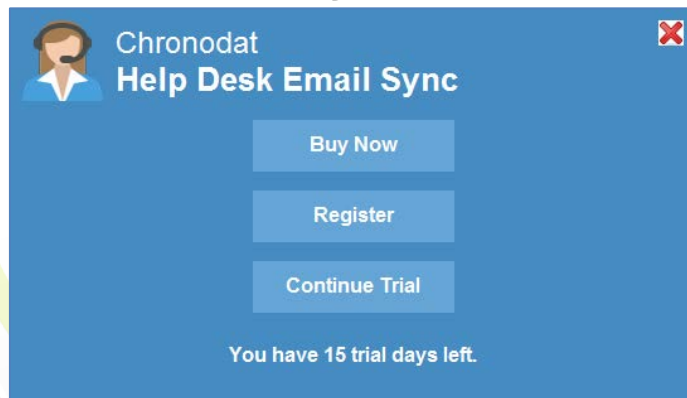 Chronodat
Help Desk Email Sync
Buy Now
Register
Continue Trial
You have 15 trial days left.